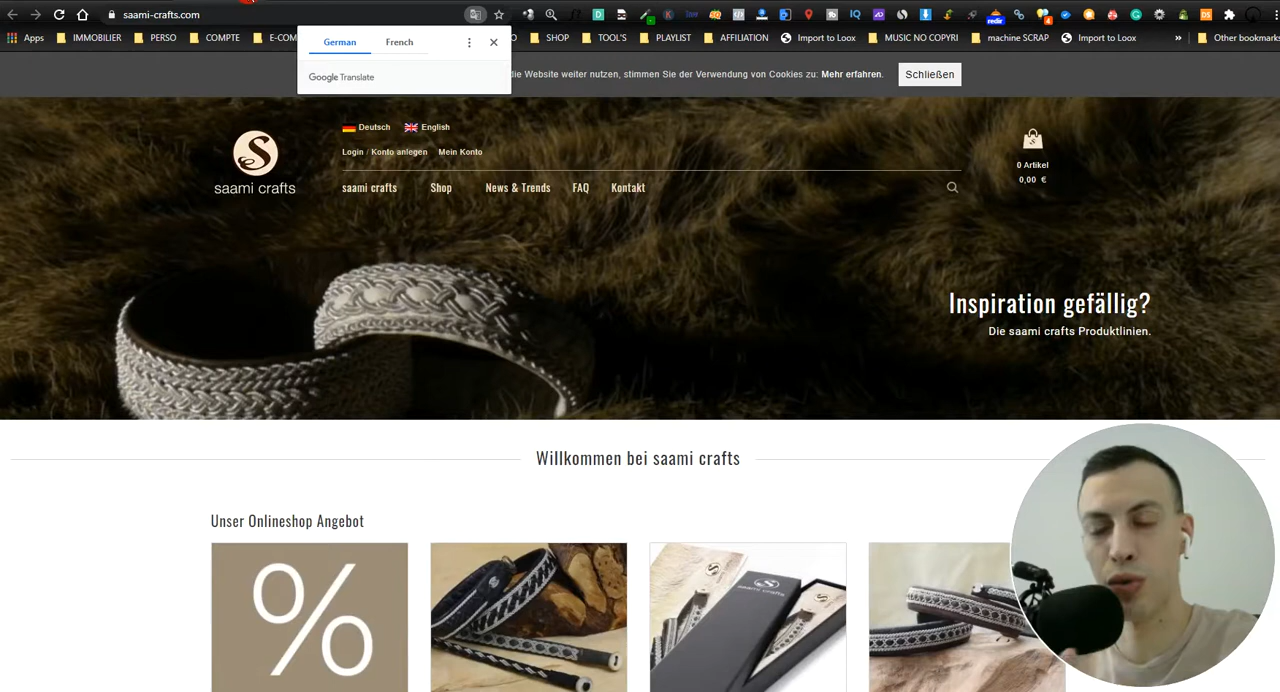 saami-crafts.com
Apps IMMOBILIER PERSO COMPTE E-COM SHOP TOOL'S PLAYLIST AFFILIATION Import to Loox MUSIC NO COPYRI machine SCRAP Import to Loox » Other bookmarks
German French
Google Translate
die Website weiter nutzen, stimmen Sie der Verwendung von Cookies zu: Mehr erfahren.
Schließen
Deutsch English
Login / Konto anlegen Mein Konto
saami crafts
saami crafts Shop News & Trends FAQ Kontakt
0 Artikel
0,00 €
Inspiration gefällig?
Die saami crafts Produktlinien.
Willkommen bei saami crafts
Unser Onlineshop Angebot
%
saami crafts